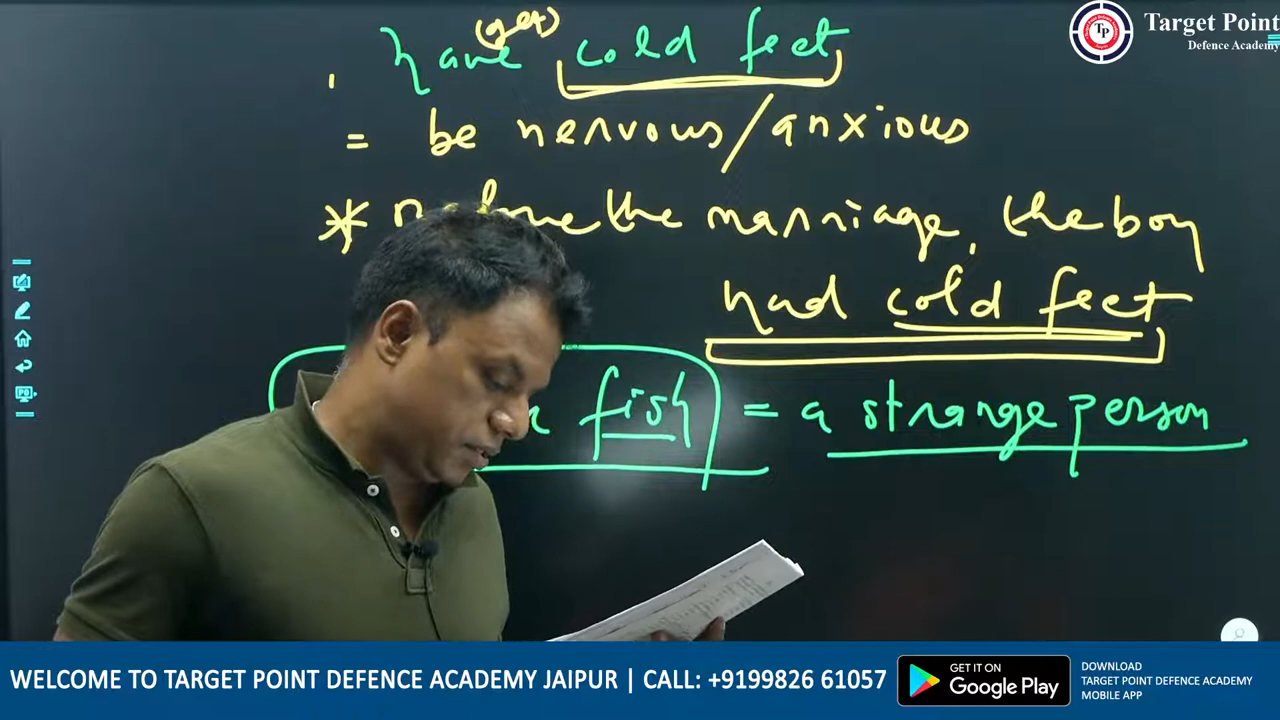 Target Point
Defence Academy
(get)
have cold feet
= be nervous/anxious
* the marriage, the boy
had cold feet
fish = a strange person
WELCOME TO TARGET POINT DEFENCE ACADEMY JAIPUR | CALL: +9199826 61057
GET IT ON
Google Play
DOWNLOAD
TARGET POINT DEFENCE ACADEMY
MOBILE APP